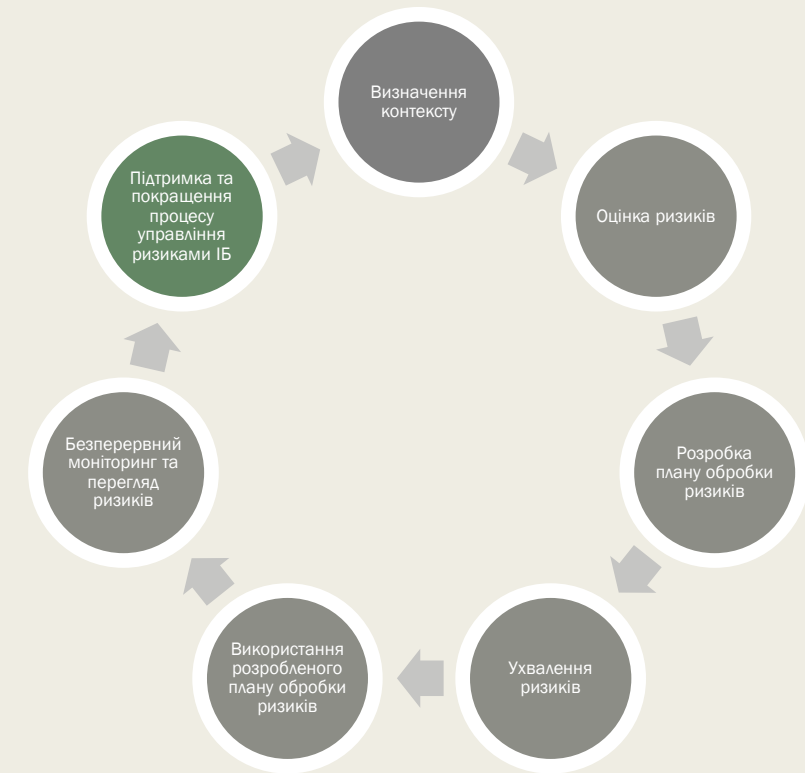 Визначення
контексту
Оцінка ризиків
Розробка
плану обробки
ризиків
Ухвалення
ризиків
Використання
розробленого
плану обробки
ризиків
Безперервний
моніторинг та
перегляд
ризиків
Підтримка та
покращення
процесу
управління
ризиками ІБ